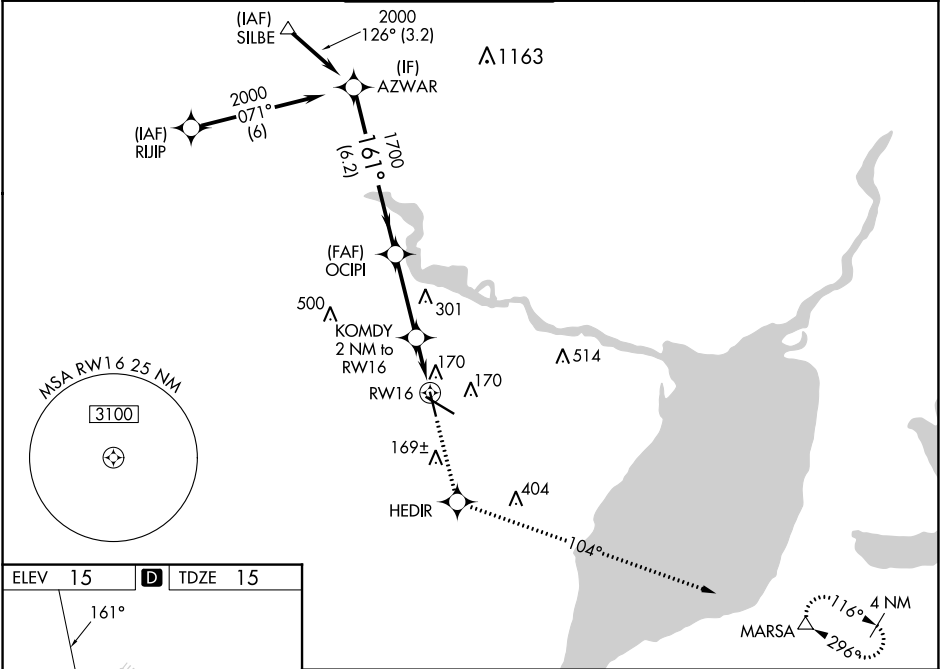 (IAF)
SILBE
2000
126° (3.2)
1163
(IF)
AZWAR
2000
071°
(6)
(IAF)
RIJIP
1700
161°
(6.2)
(FAF)
OCIPI
500
301
KOMDY
2 NM to
RW16
514
170
170
RW16
MSA RW16 25 NM
3100
169±
404
HEDIR
104°
ELEV 15 D TDZE 15
161°
4 NM
116°
MARSA
296°